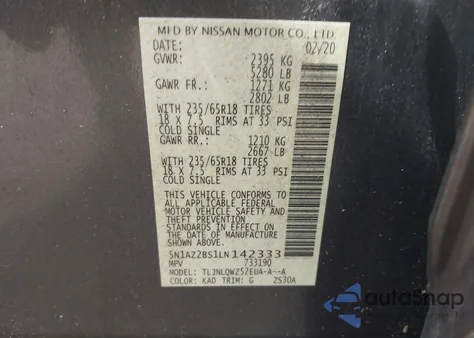 MFD BY NISSAN MOTOR CO., LTD.
DATE: 02/20
GVWR: 2395 KG
5280 LB
GAWR FR.: 1271 KG
2802 LB
WITH 235/65R18 TIRES
18 X 7.5 RIMS AT 33 PSI
COLD SINGLE
GAWR RR.: 1210 KG
2667 LB
WITH 235/65R18 TIRES
18 X 7.5 RIMS AT 33 PSI
COLD SINGLE
THIS VEHICLE CONFORMS TO
ALL APPLICABLE FEDERAL
MOTOR VEHICLE SAFETY AND
THEFT PREVENTION
STANDARDS IN EFFECT ON
THE DATE OF MANUFACTURE
SHOWN ABOVE.
5N1AZ2BS1LN142333
MPV 733190
MODEL: TLJNLQWZ52EUA-A--A
COLOR: KAD TRIM: G ZS30A
AutoSnap